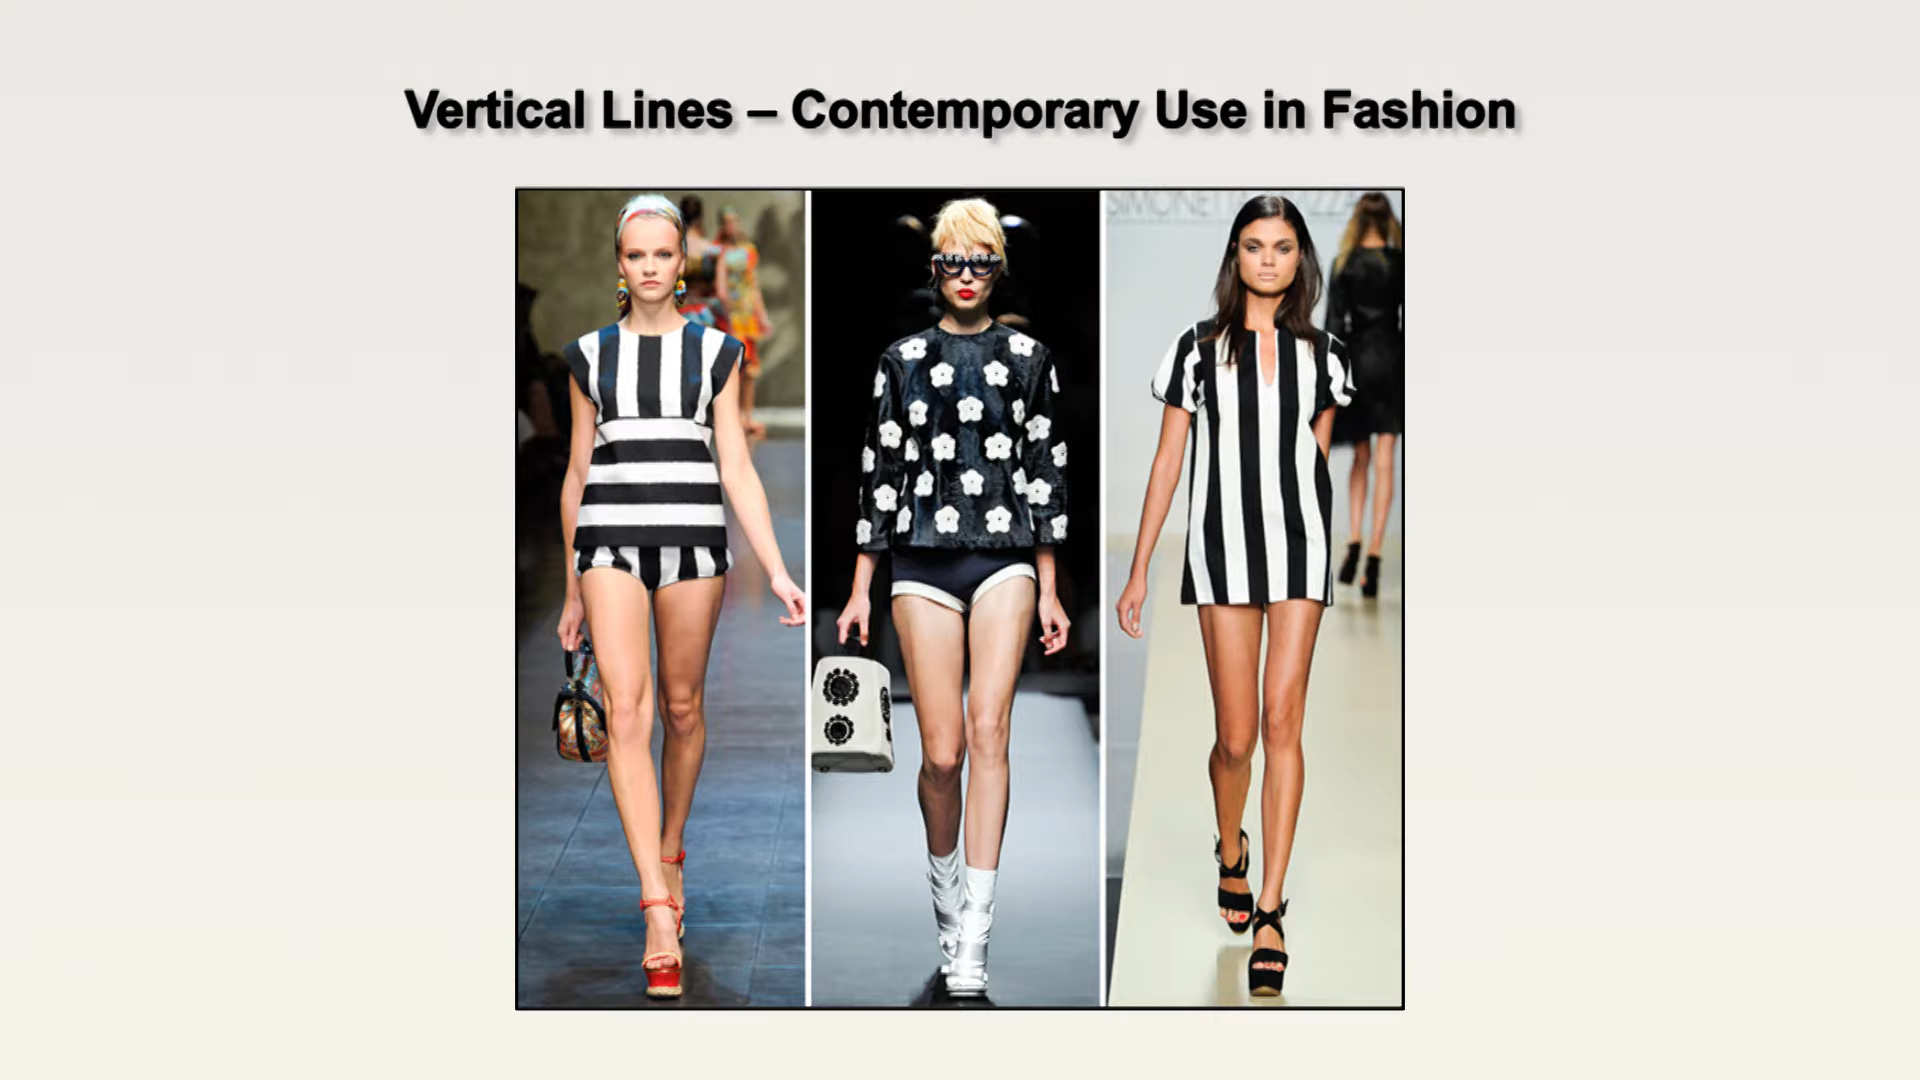 Vertical Lines – Contemporary Use in Fashion